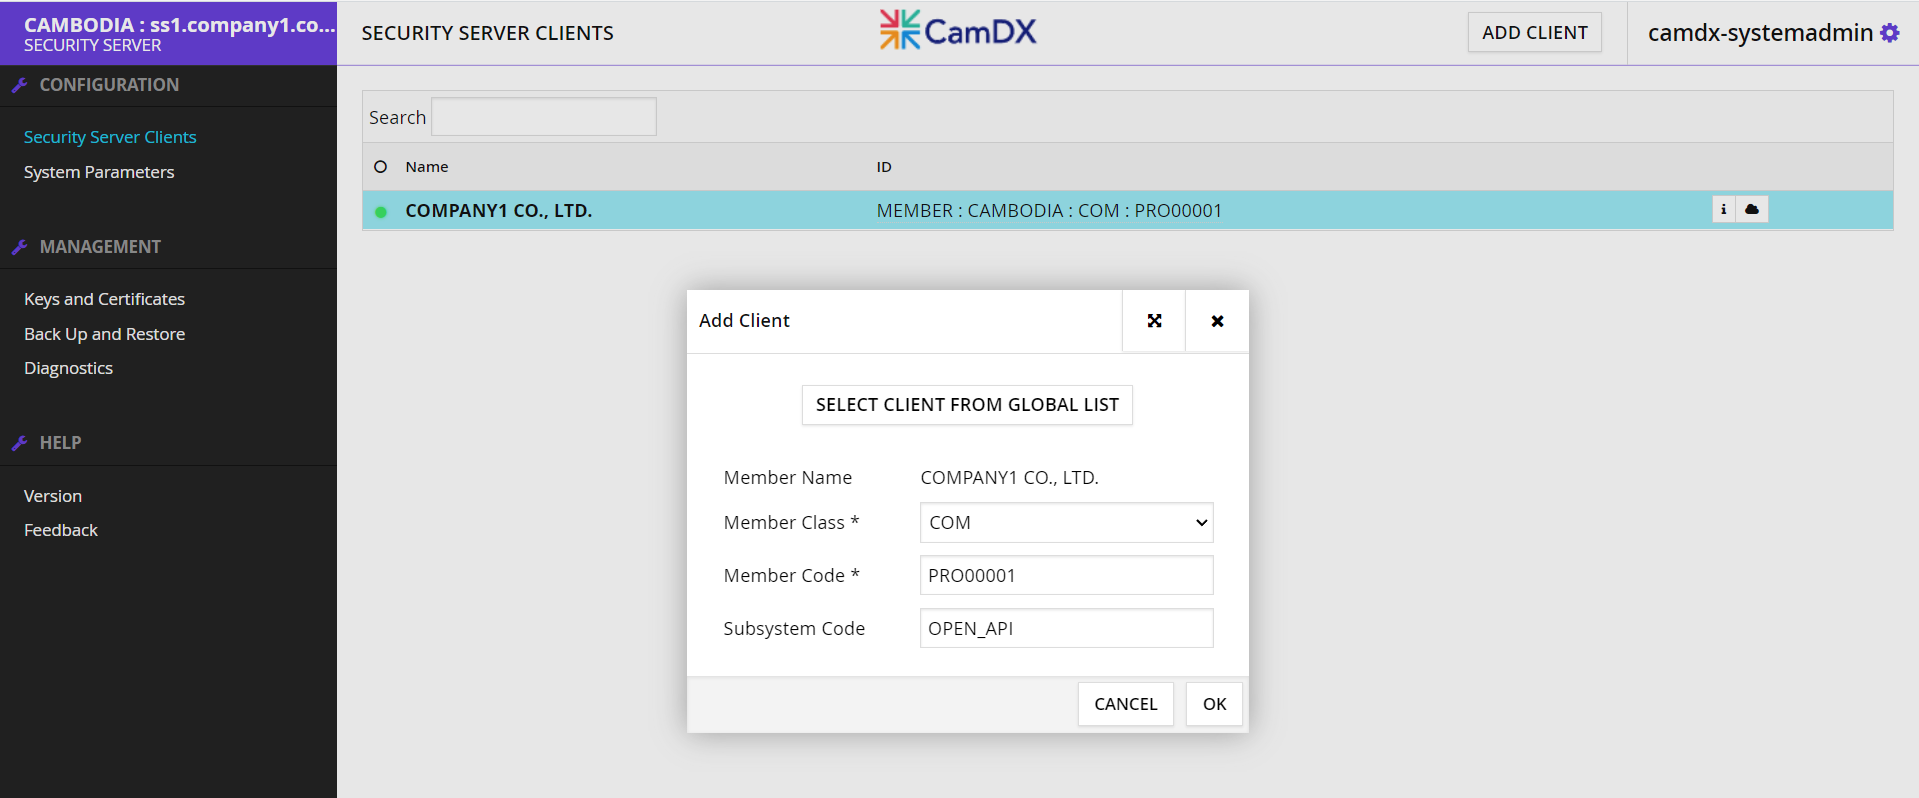 CAMBODIA : ss1.company1.co...
SECURITY SERVER
SECURITY SERVER CLIENTS
CamDX
ADD CLIENT
camdx-systemadmin
CONFIGURATION
Security Server Clients
System Parameters
MANAGEMENT
Keys and Certificates
Back Up and Restore
Diagnostics
HELP
Version
Feedback
Search
Name ID
COMPANY1 CO., LTD. MEMBER : CAMBODIA : COM : PRO00001
Add Client
SELECT CLIENT FROM GLOBAL LIST
Member Name COMPANY1 CO., LTD.
Member Class * COM
Member Code * PRO00001
Subsystem Code OPEN_API
CANCEL OK